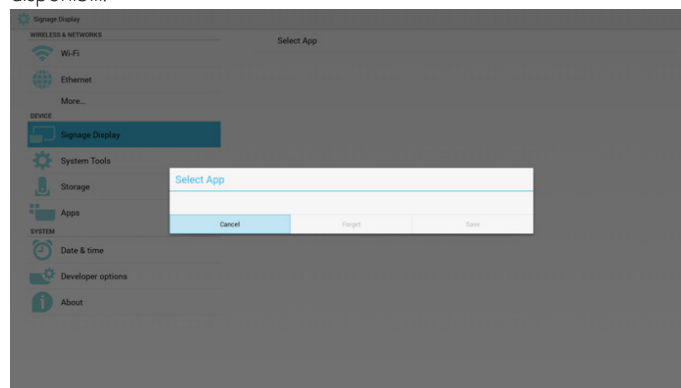 Signage Display
WIRELESS & NETWORKS
Select App
Wi-Fi
Ethernet
More...
DEVICE
Signage Display
System Tools
Storage
Select App
Apps
Cancel
Forget
Save
SYSTEM
Date & time
Developer options
About